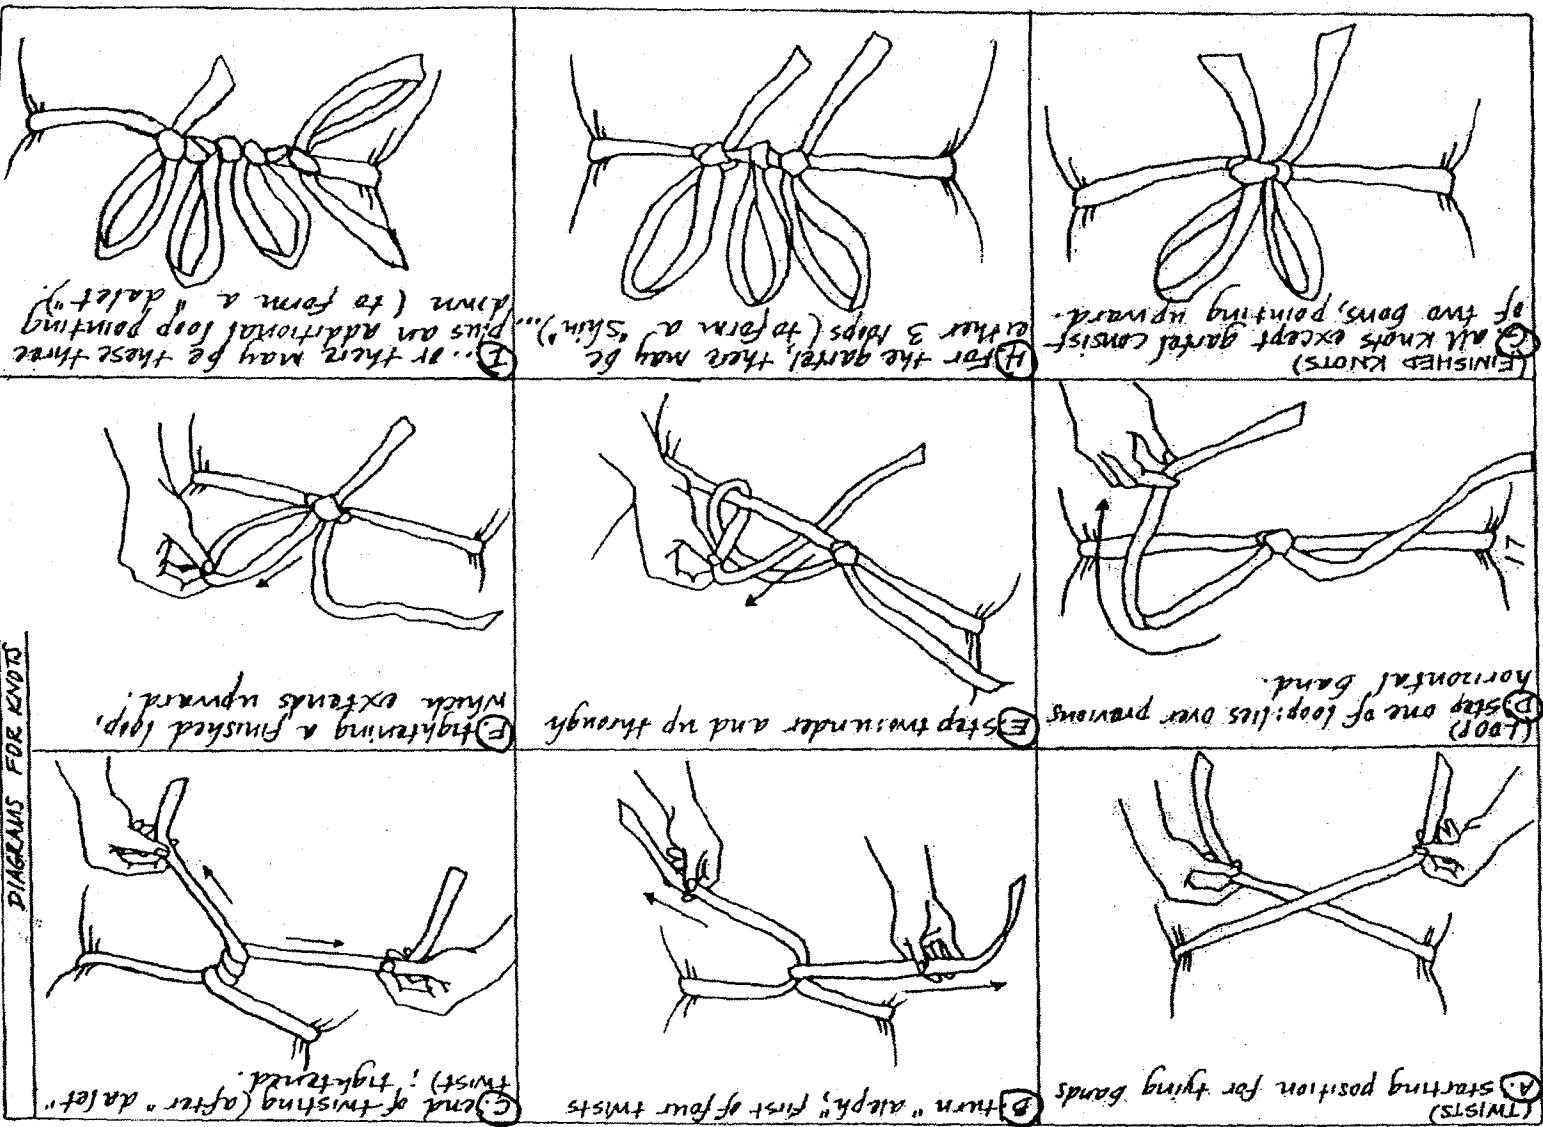 DIAGRAMS FOR KNOTS
(TWISTS)
A. starting position for tying bands
B. turn "aleph," first of four twists
C. end of twisting (after "dalet"
twist); tightened.
(LOOP)
D. Step one of loop: lies over previous
horizontal band.
E. Step two: under and up through
F. tightening a finished loop,
which extends upward.
(FINISHED KNOTS)
G. all knots except gartel consist
of two bows, pointing upward.
H. For the gartel, there may be
either 3 loops (to form a "Shin")...
I. ...or there may be these three
plus an additional loop pointing
down (to form a "dalet").
17